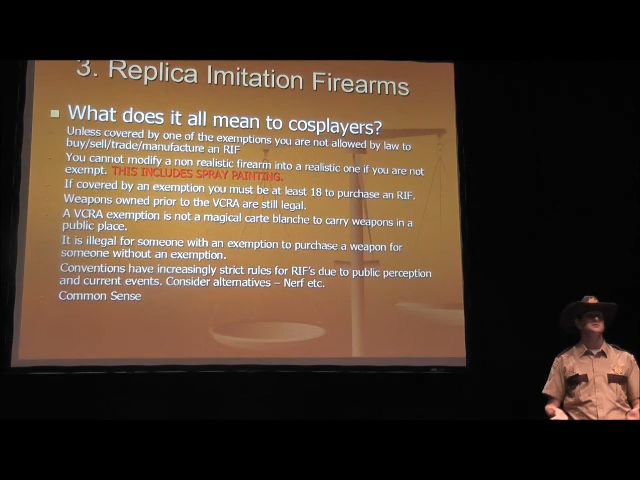 3. Replica Imitation Firearms
What does it all mean to cosplayers?
Unless covered by one of the exemptions you are not allowed by law to
buy/sell/trade/manufacture an RIF
You cannot modify a non realistic firearm into a realistic one if you are not
exempt. THIS INCLUDES SPRAY PAINTING.
If covered by an exemption you must be at least 18 to purchase an RIF.
Weapons owned prior to the VCRA are still legal.
A VCRA exemption is not a magical carte blanche to carry weapons in a
public place.
It is illegal for someone with an exemption to purchase a weapon for
someone without an exemption.
Conventions have increasingly strict rules for RIF's due to public perception
and current events. Consider alternatives – Nerf etc.
Common Sense